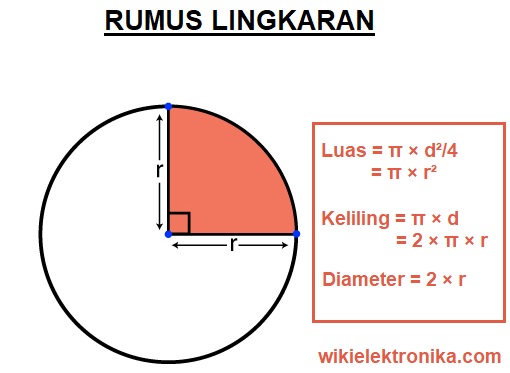 RUMUS LINGKARAN
r
r
Luas = π × d²/4
= π × r²
Keliling = π × d
= 2 × π × r
Diameter = 2 × r
wikielektronika.com